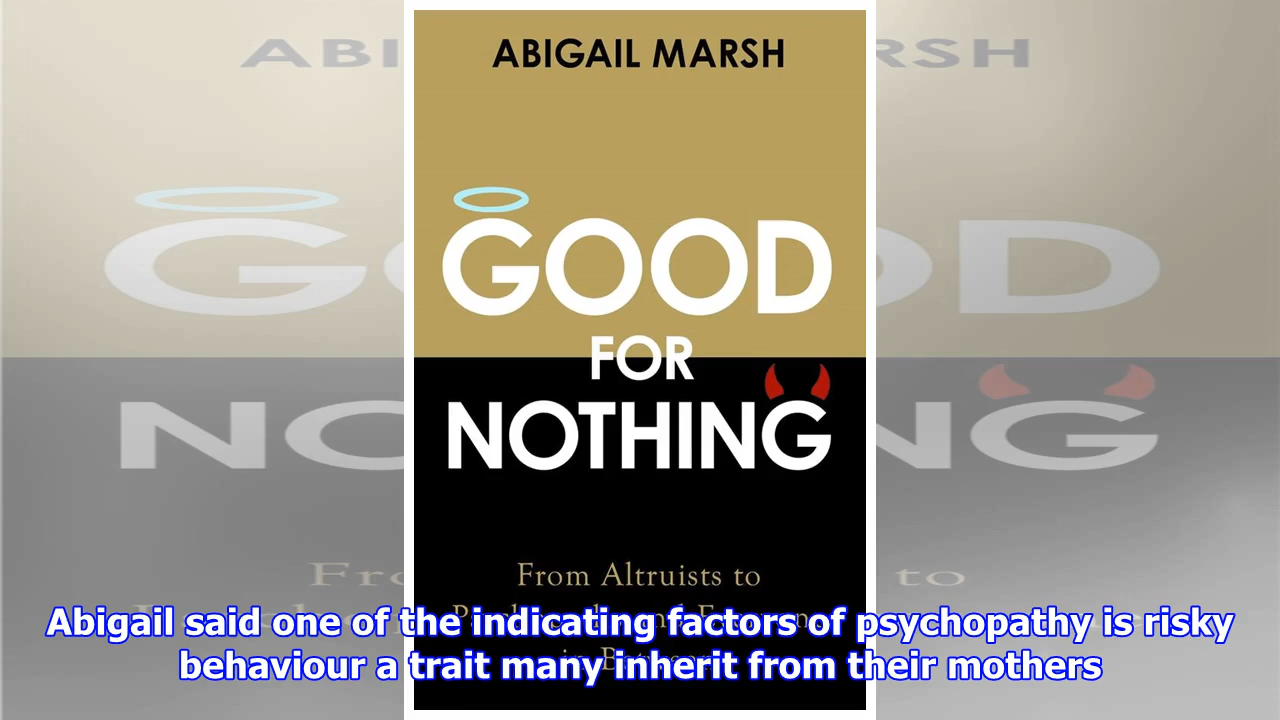 ABIGAIL MARSH
GOOD
FOR
NOTHING
From Altruists to
Abigail said one of the indicating factors of psychopathy is risky
behaviour a trait many inherit from their mothers